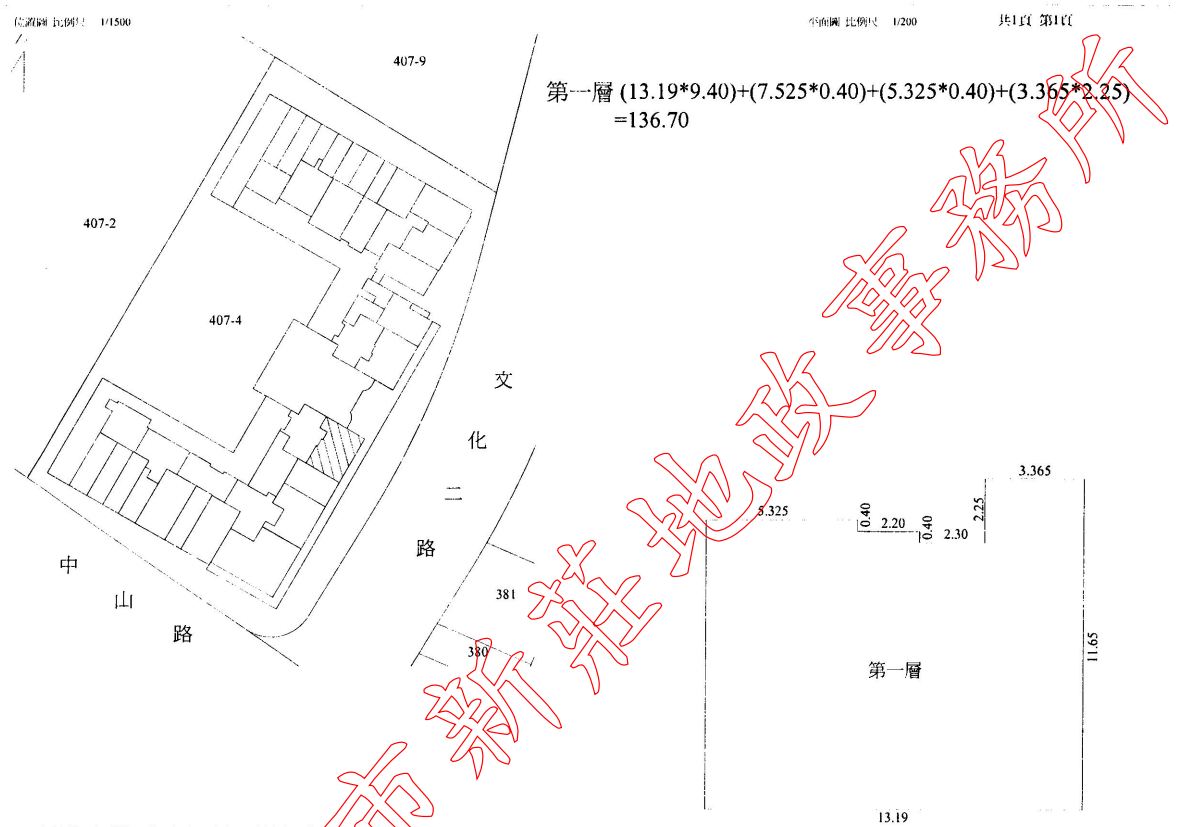 位置圖 比例尺 1/1500
平面圖 比例尺 1/200
共1頁 第1頁
407-9
第一層 (13.19*9.40)+(7.525*0.40)+(5.325*0.40)+(3.365*2.25)
=136.70
407-2
407-4
文化二路
中山路
381
380
3.365
5.325
0.40
2.20
0.40
2.30
2.25
11.65
第一層
13.19
市新莊地政事務所